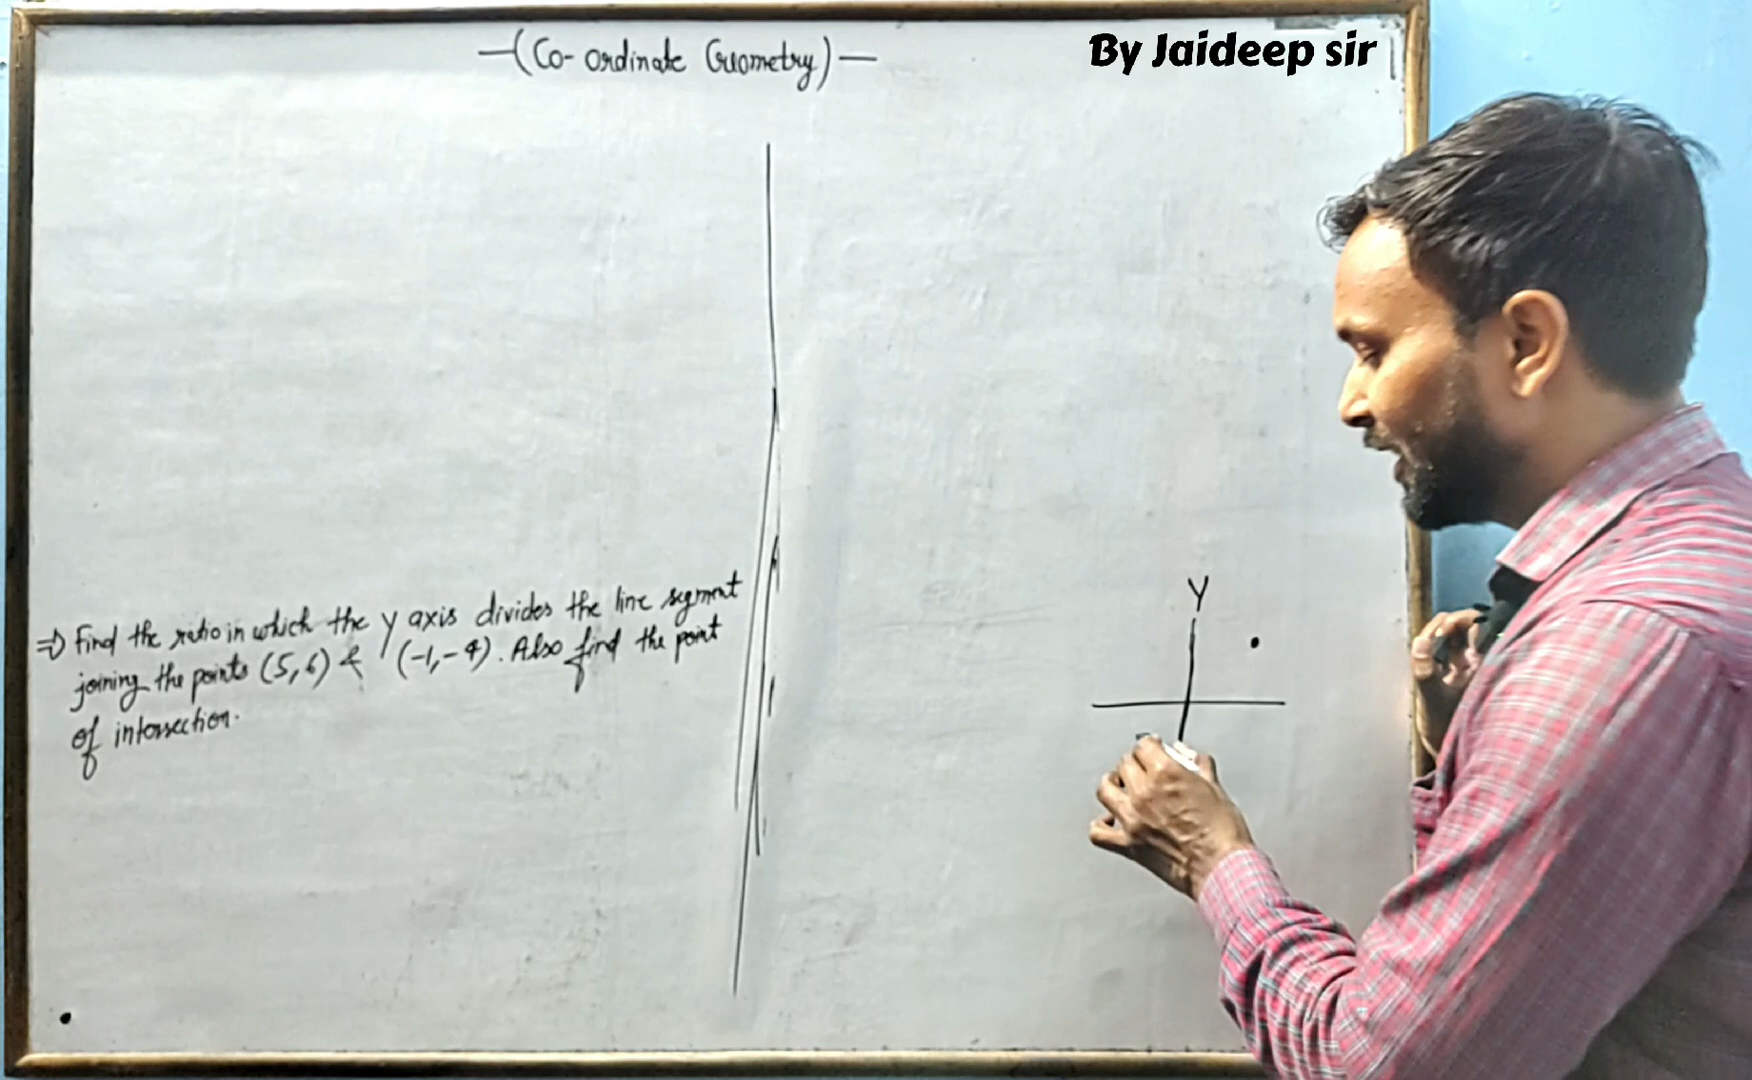 —(Co-ordinate Geometry)—
By Jaideep sir
⇒ Find the ratio in which the y axis divides the line segment
joining the points (5,6) & (-1,-4). Also find the point
of intersection.
Y